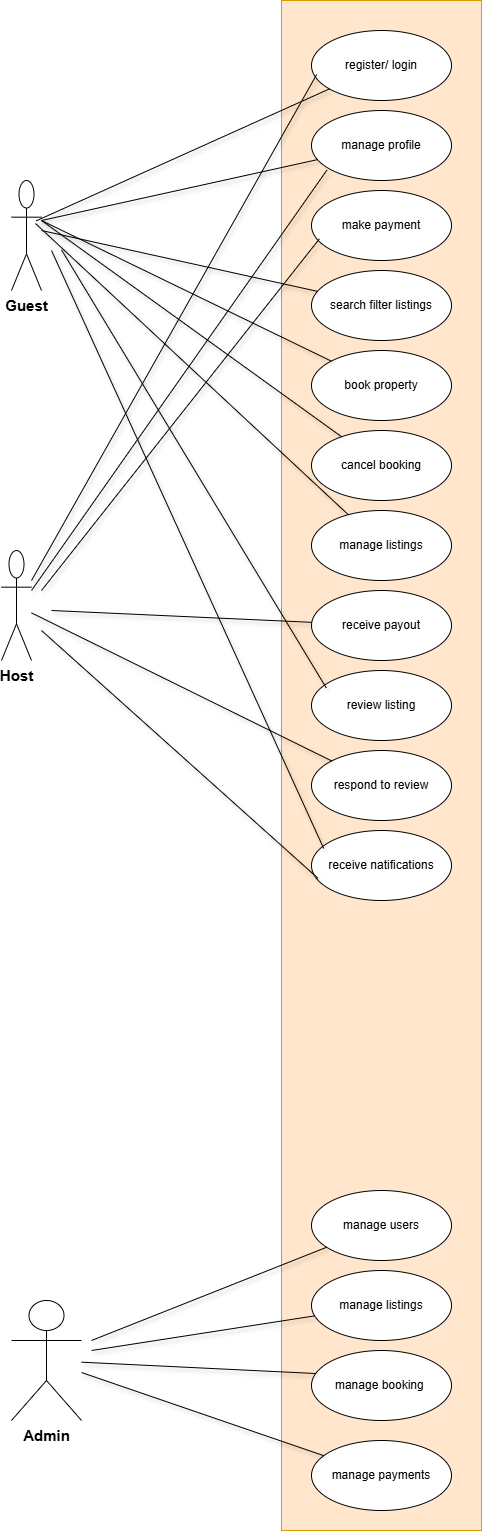 register/ login
manage profile
Guest
make payment
search filter listings
book property
cancel booking
manage listings
receive payout
Host
review listing
respond to review
receive natifications
manage users
manage listings
manage booking
Admin
manage payments